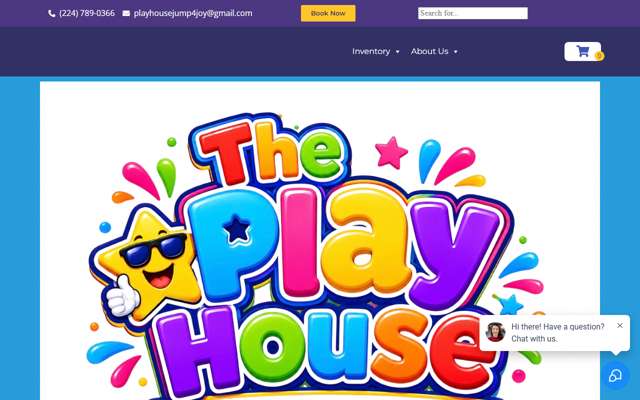 (224) 789-0366
playhousejump4joy@gmail.com
Book Now
Search for...
Inventory
About Us
0
The
Play
House
Hi there! Have a question?
Chat with us.